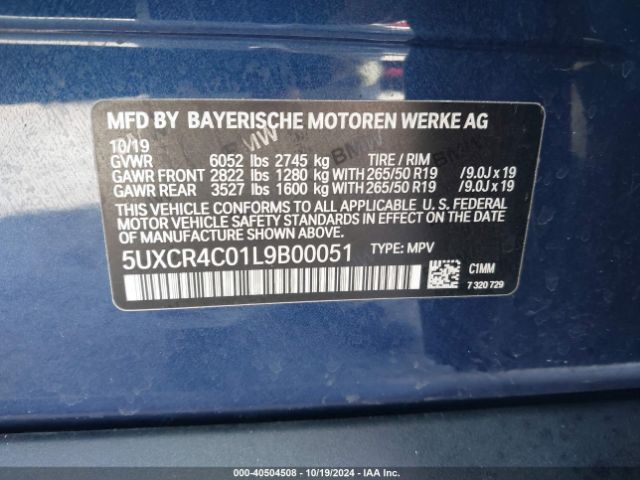 MFD BY BAYERISCHE MOTOREN WERKE AG
10/19
GVWR 6052 lbs 2745 kg TIRE / RIM
GAWR FRONT 2822 lbs 1280 kg WITH 265/50 R19 /9.0J x 19
GAWR REAR 3527 lbs 1600 kg WITH 265/50 R19 /9.0J x 19
THIS VEHICLE CONFORMS TO ALL APPLICABLE U. S. FEDERAL
MOTOR VEHICLE SAFETY STANDARDS IN EFFECT ON THE DATE
OF MANUFACTURE SHOWN ABOVE.
5UXCR4C01L9B00051 TYPE: MPV
C1MM
7 320 729
000-40504508 | 10/19/2024 - IAA Inc.